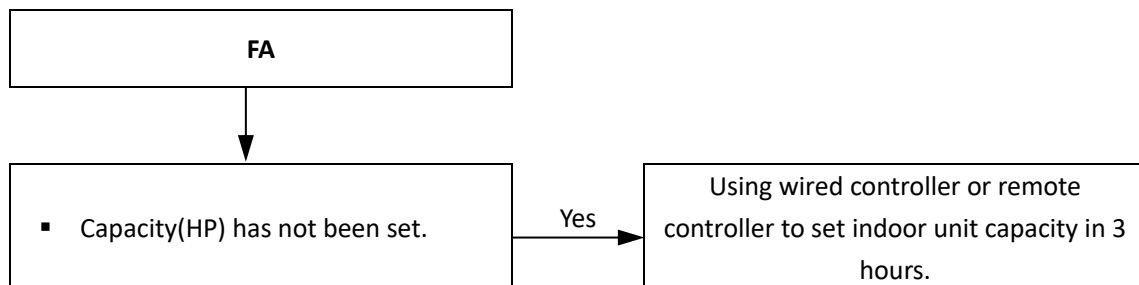 FA
▪ Capacity(HP) has not been set.
Yes
Using wired controller or remote
controller to set indoor unit capacity in 3
hours.